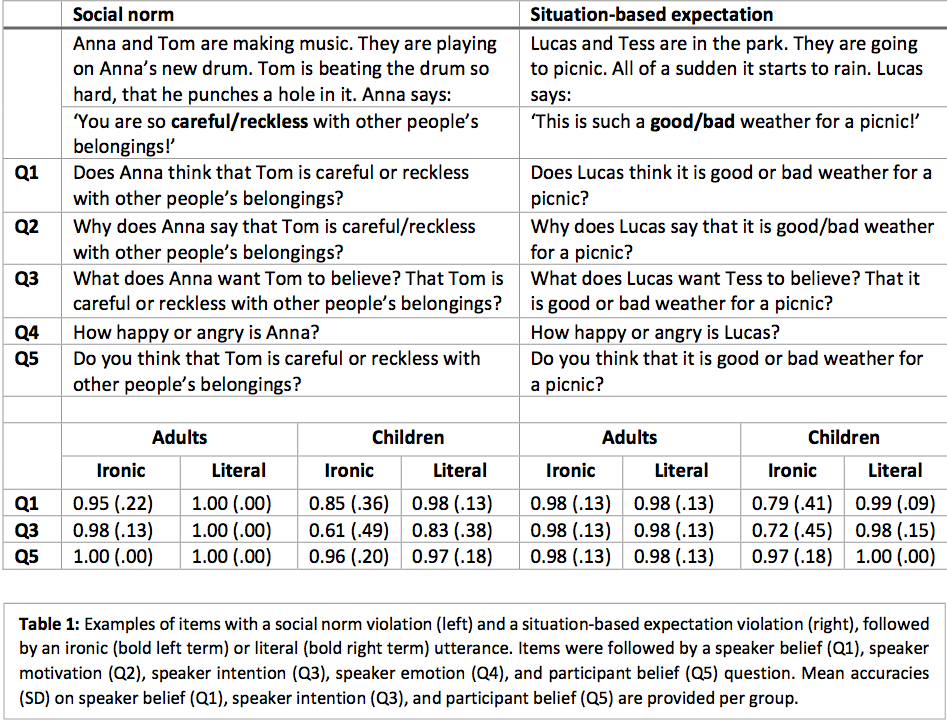 Social norm
Situation-based expectation
Anna and Tom are making music. They are playing
on Anna's new drum. Tom is beating the drum so
hard, that he punches a hole in it. Anna says:
Lucas and Tess are in the park. They are going
to picnic. All of a sudden it starts to rain. Lucas
says:
'You are so careful/reckless with other people's
belongings!'
'This is such a good/bad weather for a picnic!'
Q1
Does Anna think that Tom is careful or reckless
with other people's belongings?
Does Lucas think it is good or bad weather for a
picnic?
Q2
Why does Anna say that Tom is careful/reckless
with other people's belongings?
Why does Lucas say that it is good/bad weather
for a picnic?
Q3
What does Anna want Tom to believe? That Tom is
careful or reckless with other people's belongings?
What does Lucas want Tess to believe? That it
is good or bad weather for a picnic?
Q4
How happy or angry is Anna?
How happy or angry is Lucas?
Q5
Do you think that Tom is careful or reckless with
other people's belongings?
Do you think that it is good or bad weather for
a picnic?
Adults Children Adults Children
Ironic Literal Ironic Literal Ironic Literal Ironic Literal
Q1 0.95 (.22) 1.00 (.00) 0.85 (.36) 0.98 (.13) 0.98 (.13) 0.98 (.13) 0.79 (.41) 0.99 (.09)
Q3 0.98 (.13) 1.00 (.00) 0.61 (.49) 0.83 (.38) 0.98 (.13) 0.98 (.13) 0.72 (.45) 0.98 (.15)
Q5 1.00 (.00) 1.00 (.00) 0.96 (.20) 0.97 (.18) 0.98 (.13) 0.98 (.13) 0.97 (.18) 1.00 (.00)
Table 1: Examples of items with a social norm violation (left) and a situation-based expectation violation (right), followed
by an ironic (bold left term) or literal (bold right term) utterance. Items were followed by a speaker belief (Q1), speaker
motivation (Q2), speaker intention (Q3), speaker emotion (Q4), and participant belief (Q5) question. Mean accuracies
(SD) on speaker belief (Q1), speaker intention (Q3), and participant belief (Q5) are provided per group.